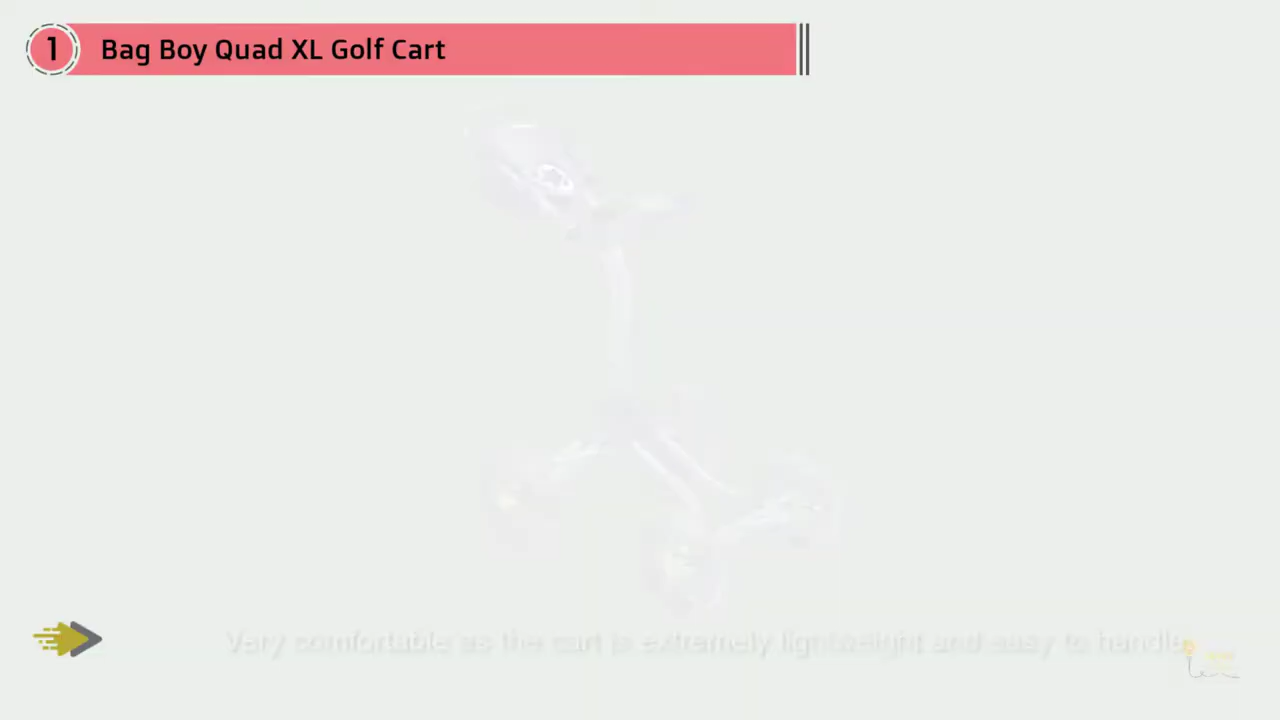 1
Bag Boy Quad XL Golf Cart
Very comfortable as the cart is extremely lightweight and easy to handle